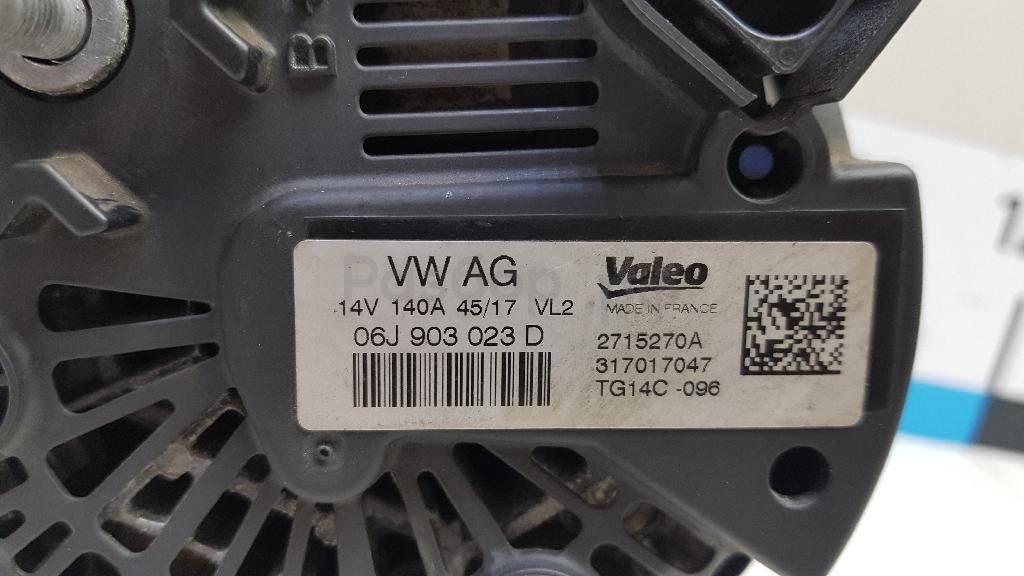 B
VW AG
14V 140A 45/17 VL2
06J 903 023 D
Valeo
MADE IN FRANCE
2715270A
317017047
TG14C -096